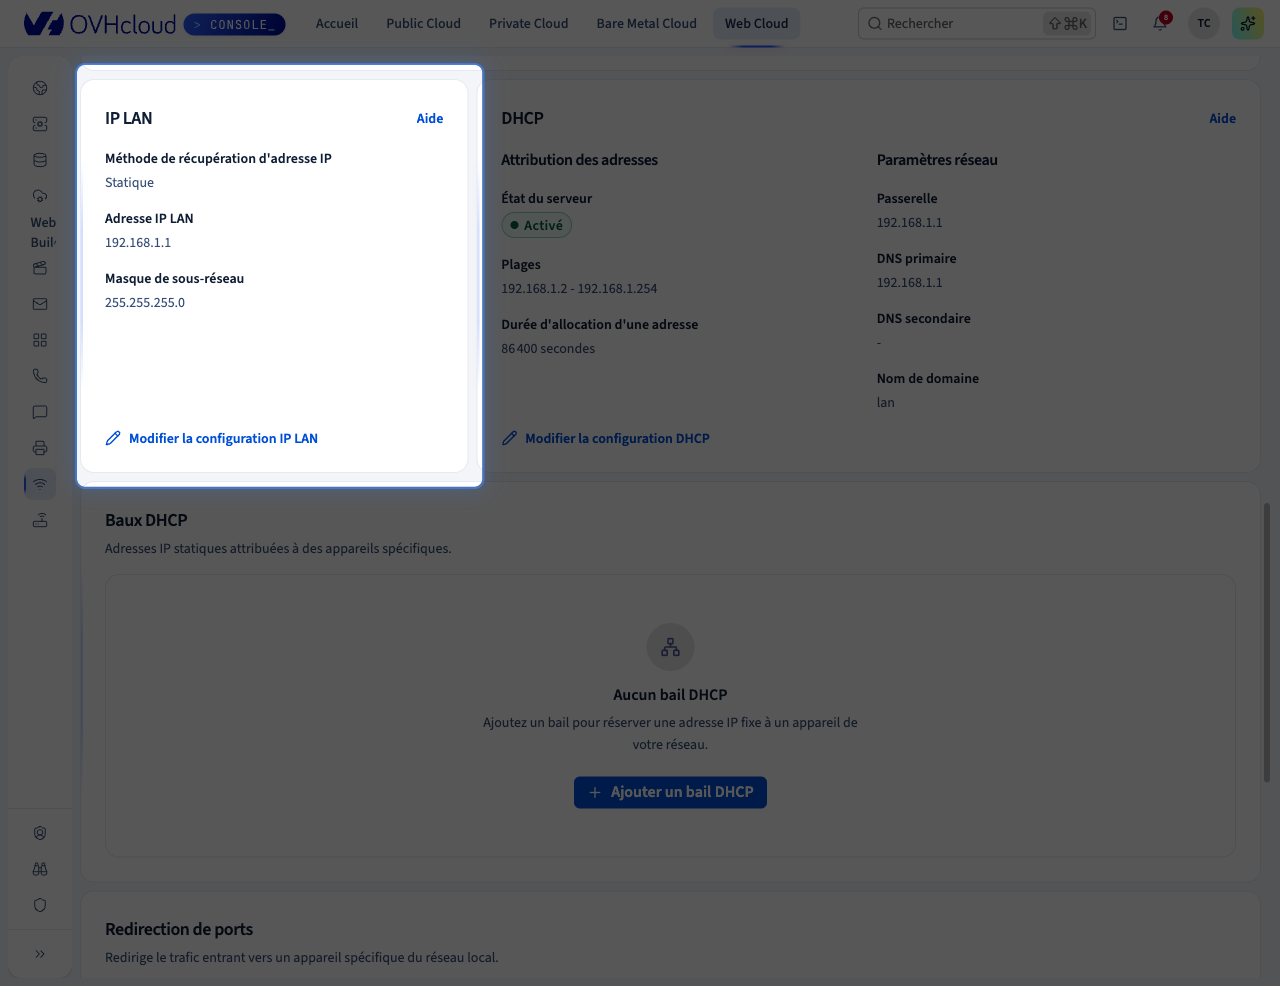 OVHcloud > CONSOLE_
Accueil
Public Cloud
Private Cloud
Bare Metal Cloud
Web Cloud
Rechercher
⇧⌘K
8
TC
Web
Buil
IP LAN
Aide
Méthode de récupération d'adresse IP
Statique
Adresse IP LAN
192.168.1.1
Masque de sous-réseau
255.255.255.0
Modifier la configuration IP LAN
DHCP
Aide
Attribution des adresses
État du serveur
Activé
Plages
192.168.1.2 - 192.168.1.254
Durée d'allocation d'une adresse
86 400 secondes
Modifier la configuration DHCP
Paramètres réseau
Passerelle
192.168.1.1
DNS primaire
192.168.1.1
DNS secondaire
-
Nom de domaine
lan
Baux DHCP
Adresses IP statiques attribuées à des appareils spécifiques.
Aucun bail DHCP
Ajoutez un bail pour réserver une adresse IP fixe à un appareil de
votre réseau.
Ajouter un bail DHCP
Redirection de ports
Redirige le trafic entrant vers un appareil spécifique du réseau local.